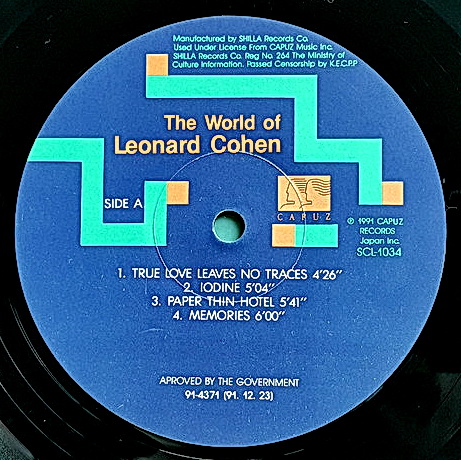 Manufactured by SHILLA Records Co.
Used Under License From CAPUZ Music Inc.
SHILLA Records Co. Reg No. 264 The Ministry of
Culture Information. Passed Censorship by K.E.C.P.P
The World of
Leonard Cohen
SIDE A
CAPUZ
℗ 1991 CAPUZ
RECORDS
Japan Inc.
SCL-1034
1. TRUE LOVE LEAVES NO TRACES 4'26"
2. IODINE 5'04"
3. PAPER THIN HOTEL 5'41"
4. MEMORIES 6'00"
APROVED BY THE GOVERNMENT
91-4371 (91. 12. 23)